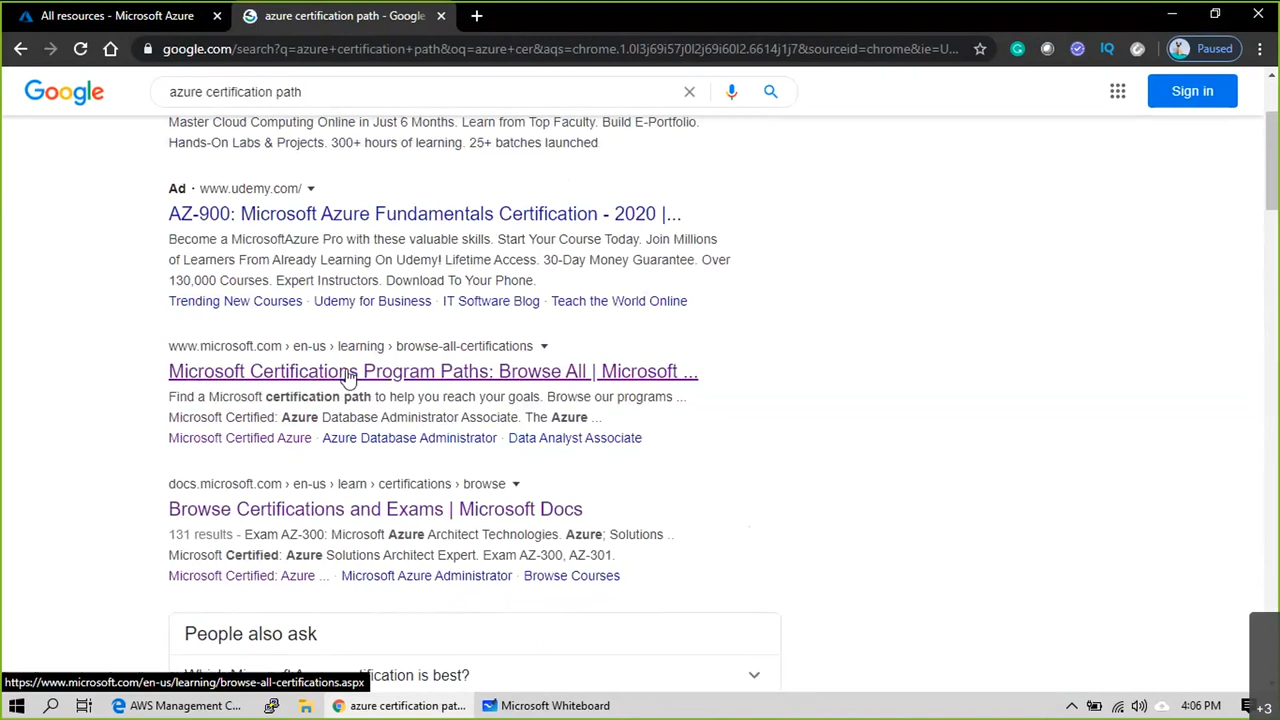 All resources - Microsoft Azure
azure certification path - Google
google.com/search?q=azure+certification+path&oq=azure+cer&aqs=chrome.1.0l3j69i57j0l2j69i60l2.6614j1j7&sourceid=chrome&ie=U...
IQ
Paused
Google
azure certification path
Sign in
Master Cloud Computing Online in Just 6 Months. Learn from Top Faculty. Build E-Portfolio.
Hands-On Labs & Projects. 300+ hours of learning. 25+ batches launched
Ad · www.udemy.com/
AZ-900: Microsoft Azure Fundamentals Certification - 2020 |...
Become a MicrosoftAzure Pro with these valuable skills. Start Your Course Today. Join Millions
of Learners From Already Learning On Udemy! Lifetime Access. 30-Day Money Guarantee. Over
130,000 Courses. Expert Instructors. Download To Your Phone.
Trending New Courses · Udemy for Business · IT Software Blog · Teach the World Online
www.microsoft.com › en-us › learning › browse-all-certifications
Microsoft Certifications Program Paths: Browse All | Microsoft ...
Find a Microsoft certification path to help you reach your goals. Browse our programs ...
Microsoft Certified: Azure Database Administrator Associate. The Azure ...
Microsoft Certified Azure · Azure Database Administrator · Data Analyst Associate
docs.microsoft.com › en-us › learn › certifications › browse
Browse Certifications and Exams | Microsoft Docs
131 results - Exam AZ-300: Microsoft Azure Architect Technologies. Azure; Solutions ..
Microsoft Certified: Azure Solutions Architect Expert. Exam AZ-300, AZ-301.
Microsoft Certified: Azure ... · Microsoft Azure Administrator · Browse Courses
People also ask
https://www.microsoft.com/en-us/learning/browse-all-certifications.aspx
AWS Management C...
azure certification pat...
Microsoft Whiteboard
4:06 PM
+3